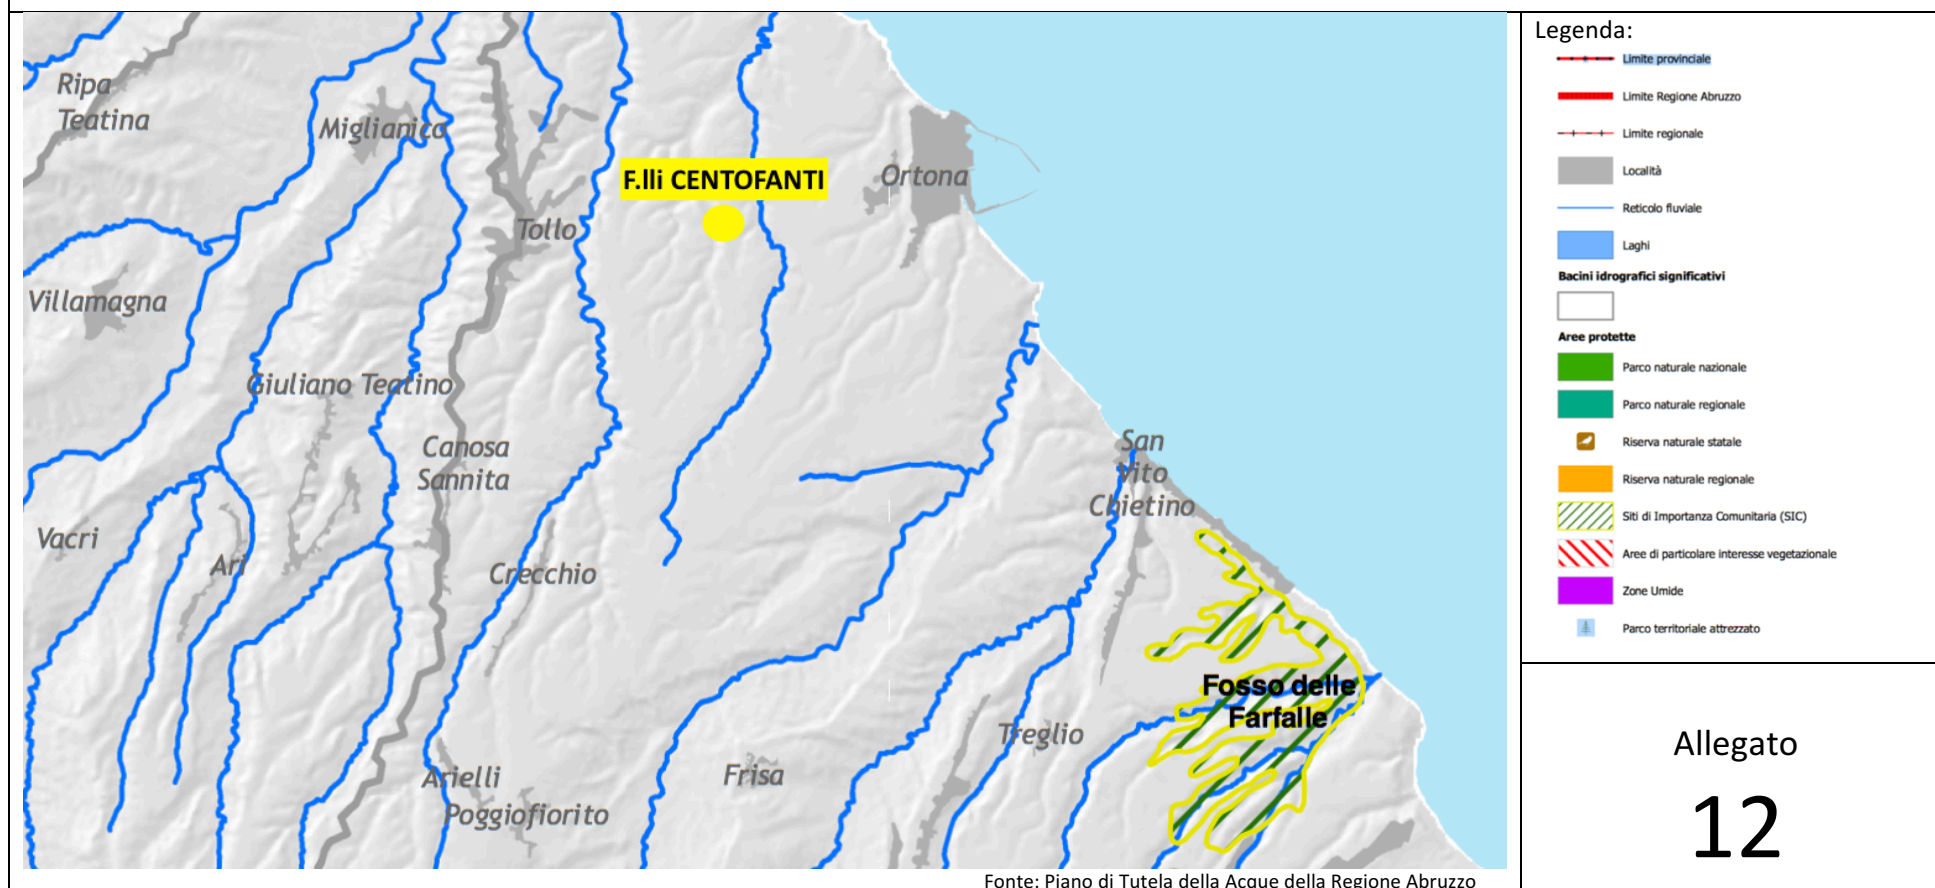 Ripa
Teatina
Miglianico
F.lli CENTOFANTI
Ortona
Tollo
Villamagna
Giuliano Teatino
Canosa
Sannita
San
Vito
Chietino
Vacri
Ari
Crecchio
Fosso delle
Farfalle
Treglio
Arielli
Frisa
Poggiofiorito
Fonte: Piano di Tutela della Acque della Regione Abruzzo
Legenda:
Limite provinciale
Limite Regione Abruzzo
Limite regionale
Località
Reticolo fluviale
Laghi
Bacini idrografici significativi
Aree protette
Parco naturale nazionale
Parco naturale regionale
Riserva naturale statale
Riserva naturale regionale
Siti di Importanza Comunitaria (SIC)
Aree di particolare interesse vegetazionale
Zone Umide
Parco territoriale attrezzato
Allegato
12